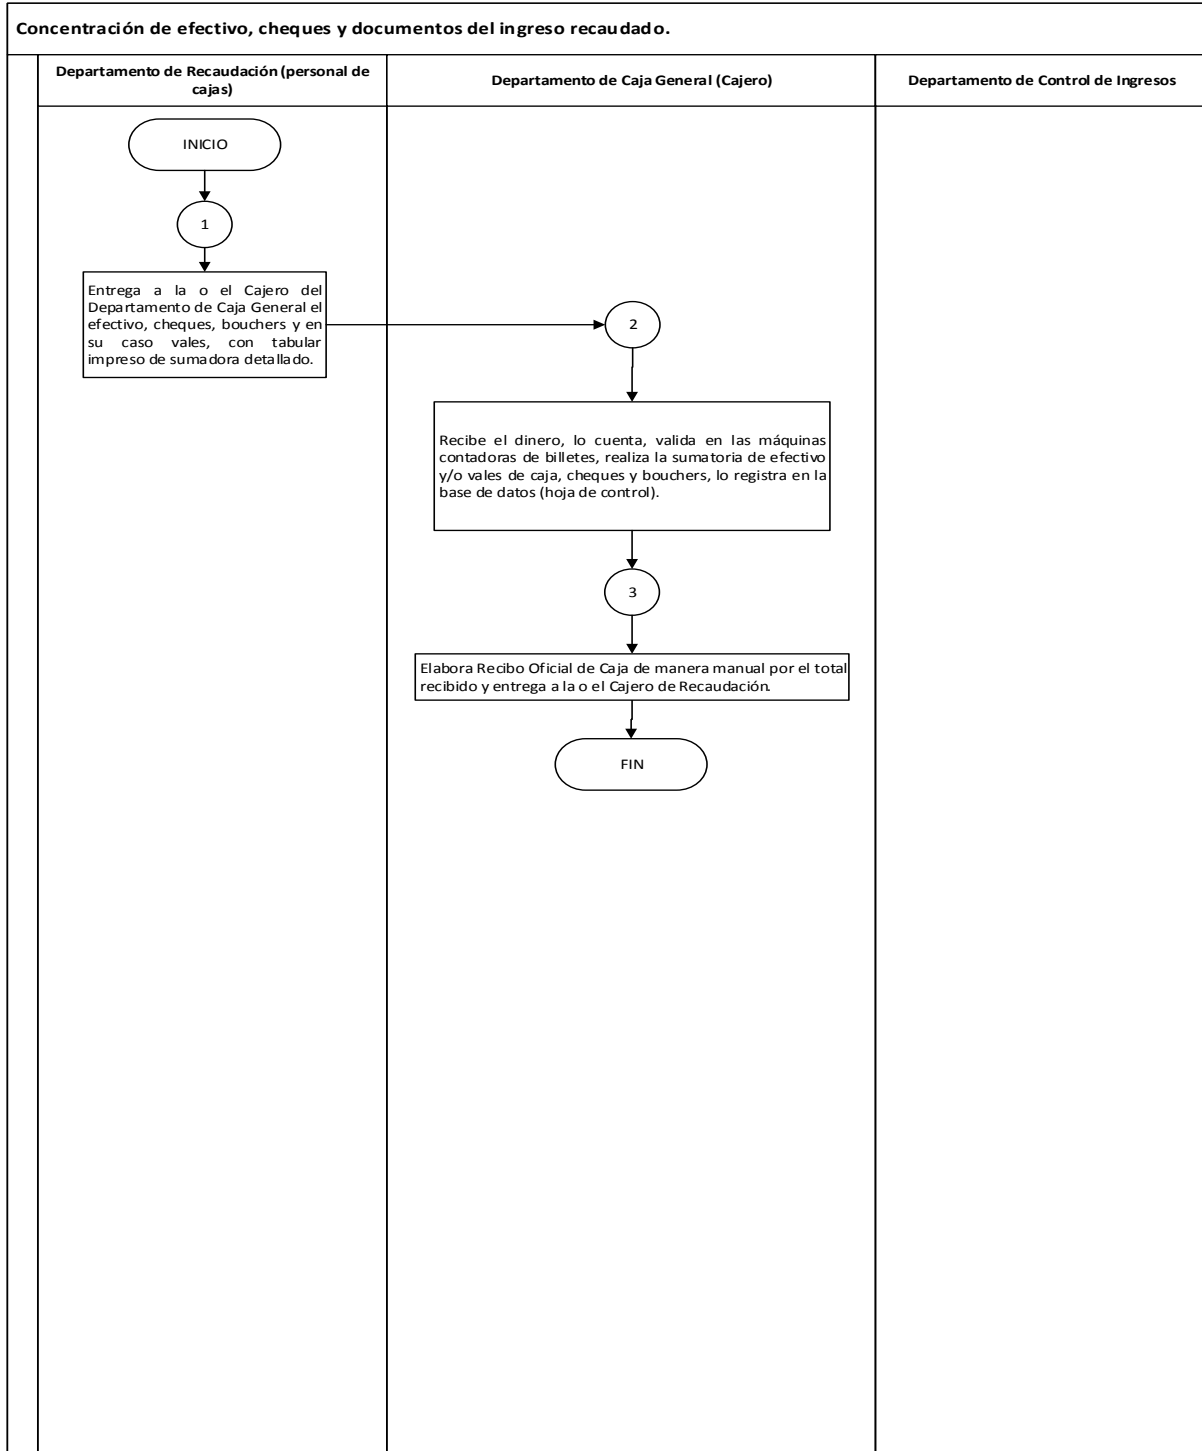 Concentración de efectivo, cheques y documentos del ingreso recaudado.
Departamento de Recaudación (personal de
cajas)
Departamento de Caja General (Cajero)
Departamento de Control de Ingresos
INICIO
1
Entrega a la o el Cajero del
Departamento de Caja General el
efectivo, cheques, bouchers y en
su caso vales, con tabular
impreso de sumadora detallado.
2
Recibe el dinero, lo cuenta, valida en las máquinas
contadoras de billetes, realiza la sumatoria de efectivo
y/o vales de caja, cheques y bouchers, lo registra en la
base de datos (hoja de control).
3
Elabora Recibo Oficial de Caja de manera manual por el total
recibido y entrega a la o el Cajero de Recaudación.
FIN